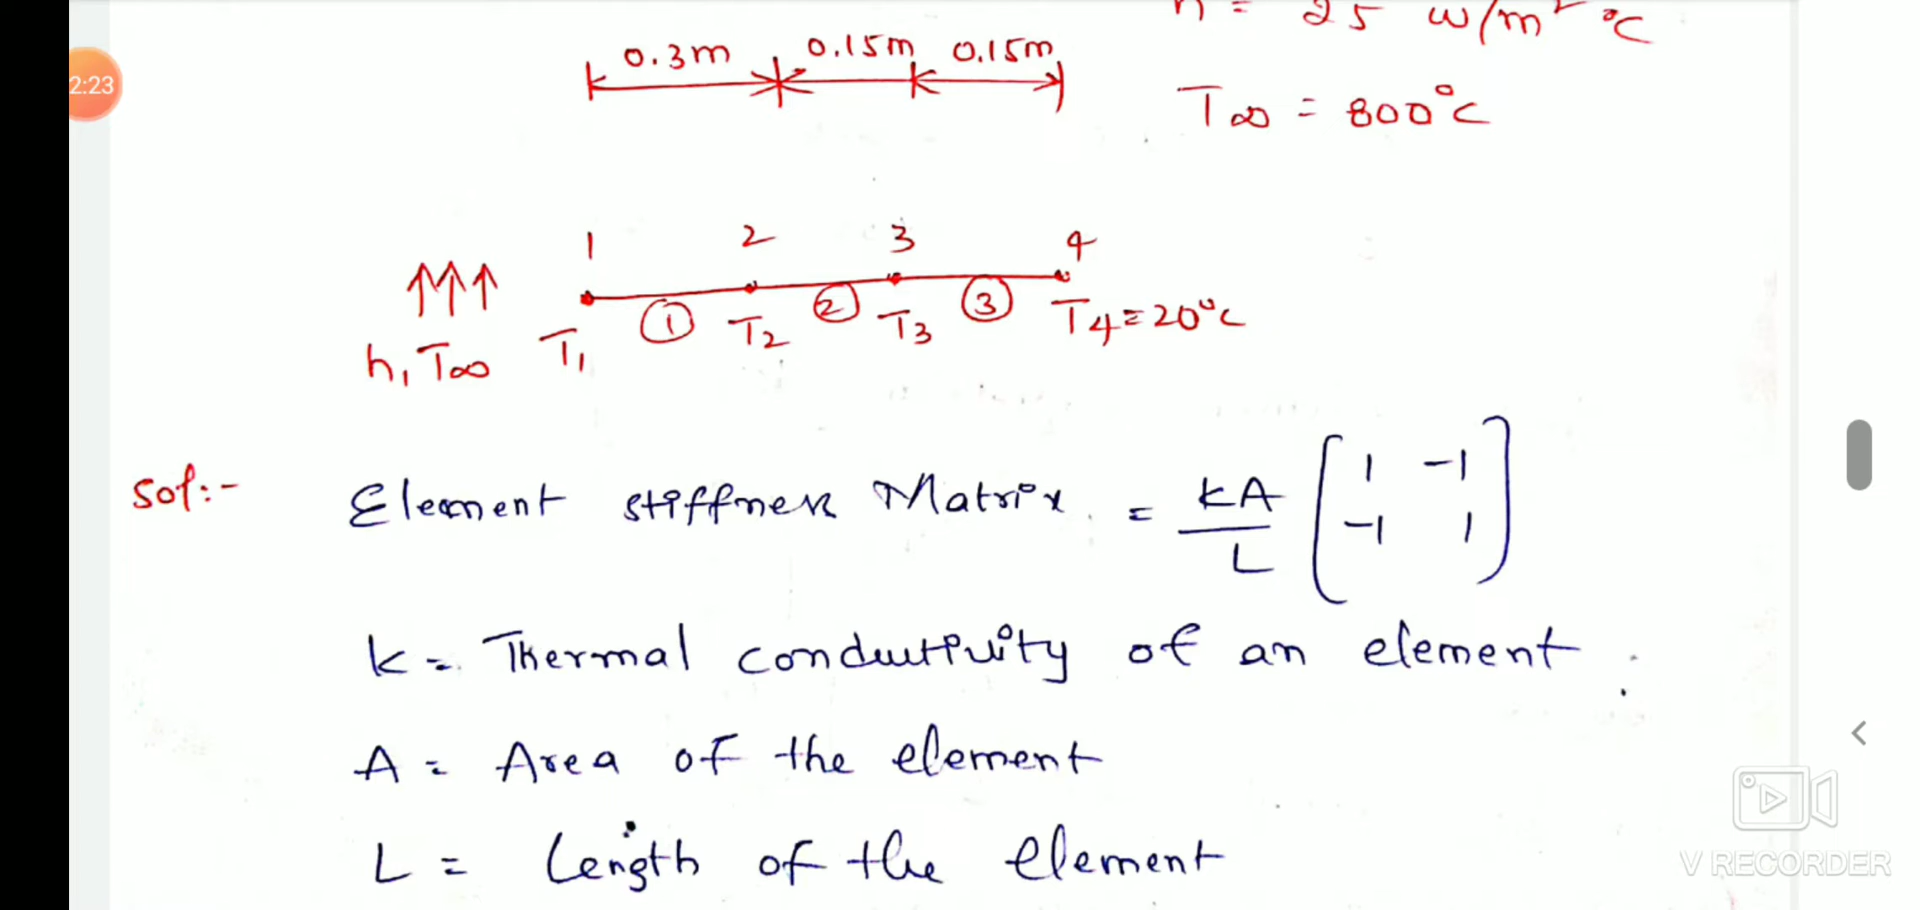 h = 25 w/m² °C
0.3m 0.15m 0.15m
2:23
T∞ = 800°C
1 2 3 4
① ② ③
T1 T2 T3 T4=20°C
h, T∞
Sol:- Element stiffness Matrix = kA/L [1 -1
-1 1]
k = Thermal conductivity of an element
A = Area of the element
L = Length of the element
V RECORDER